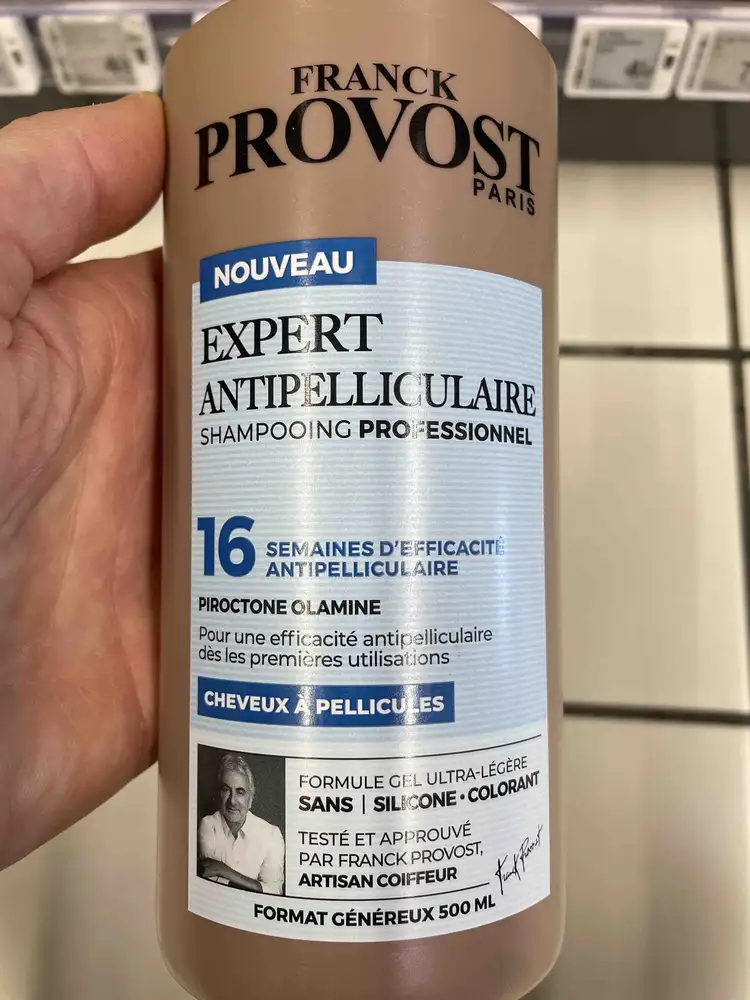 FRANCK
PROVOST
PARIS
NOUVEAU
EXPERT
ANTIPELLICULAIRE
SHAMPOOING PROFESSIONNEL
16 SEMAINES D'EFFICACITÉ
ANTIPELLICULAIRE
PIROCTONE OLAMINE
Pour une efficacité antipelliculaire
dès les premières utilisations
CHEVEUX À PELLICULES
FORMULE GEL ULTRA-LÉGÈRE
SANS | SILICONE • COLORANT
TESTÉ ET APPROUVÉ
PAR FRANCK PROVOST,
ARTISAN COIFFEUR
Franck Provost
FORMAT GÉNÉREUX 500 ML